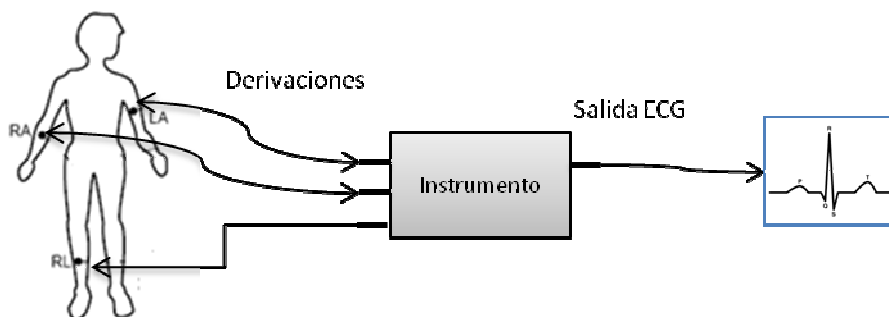 Derivaciones
Salida ECG
LA
RA
Instrumento
RL
R
P
T
Q
S